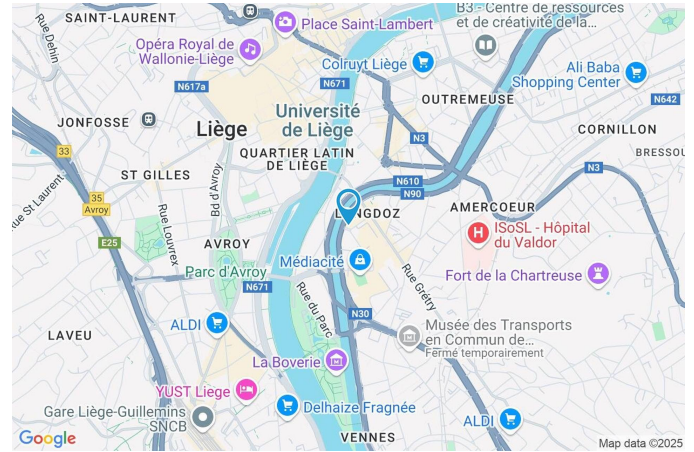 SAINT-LAURENT
Rue Dehin
Place Saint-Lambert
B3 - Centre de ressources
et de créativité de la...
Opéra Royal de
Wallonie-Liège
N671
Colruyt Liège
Ali Baba
Shopping Center
N617a
OUTREMEUSE
N642
Université
de Liège
JONFOSSE
Liège
N3
CORNILLON
33
QUARTIER LATIN
DE LIÈGE
BRESSOU
ST GILLES
N610
N3
Rue St Laurent
35
Avroy
Bd d'Avroy
N90
AMERCOEUR
E25
Rue Louvrex
ISoSL - Hôpital
du Valdor
AVROY
Médiacité
Parc d'Avroy
Fort de la Chartreuse
N671
Rue du Parc
Rue Grétry
N30
LAVEU
ALDI
Musée des Transports
en Commun de...
Fermé temporairement
La Boverie
YUST Liege
Delhaize Fragnée
ALDI
Gare Liège-Guillemins
SNCB
VENNES
Google
Map data ©2025